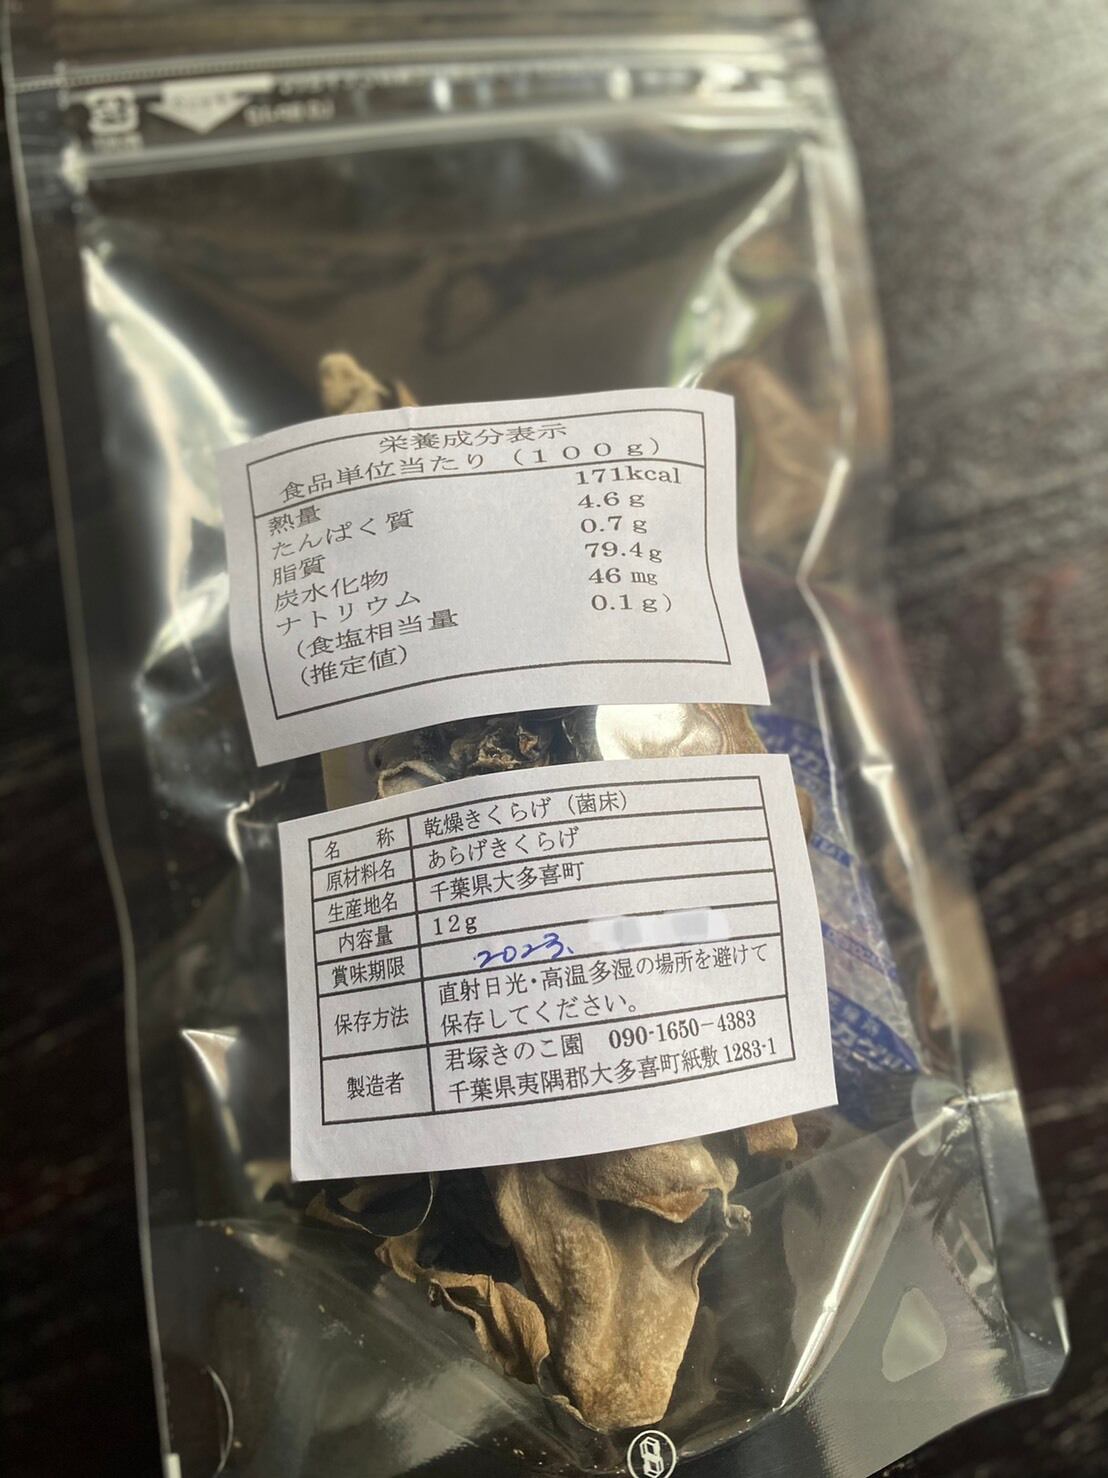 栄養成分表示
食品単位当たり（100g）
熱量 171kcal
たんぱく質 4.6g
脂質 0.7g
炭水化物 79.4g
ナトリウム 46mg
(食塩相当量 0.1g)
(推定値)
名称 乾燥きくらげ（菌床）
原材料名 あらげきくらげ
生産地名 千葉県大多喜町
内容量 12g
賞味期限 2023.
保存方法 直射日光・高温多湿の場所を避けて
保存してください。
製造者 君塚きのこ園 090-1650-4383
千葉県夷隅郡大多喜町紙敷1283-1